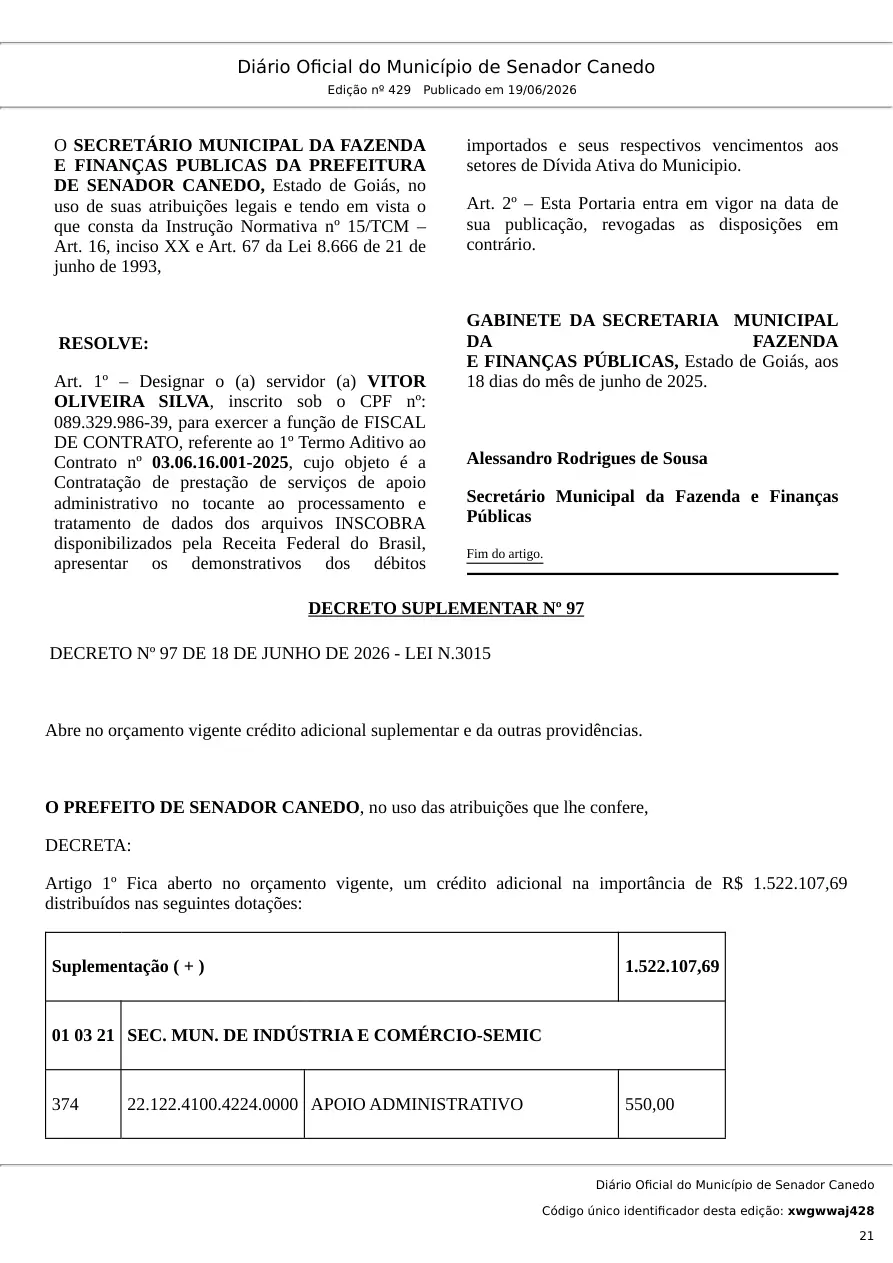 Diário Oficial do Município de Senador Canedo
Edição nº 429 Publicado em 19/06/2026
O SECRETÁRIO MUNICIPAL DA FAZENDA
E FINANÇAS PUBLICAS DA PREFEITURA
DE SENADOR CANEDO, Estado de Goiás, no
uso de suas atribuições legais e tendo em vista o
que consta da Instrução Normativa nº 15/TCM –
Art. 16, inciso XX e Art. 67 da Lei 8.666 de 21 de
junho de 1993,
RESOLVE:
Art. 1º – Designar o (a) servidor (a) VITOR
OLIVEIRA SILVA, inscrito sob o CPF nº:
089.329.986-39, para exercer a função de FISCAL
DE CONTRATO, referente ao 1º Termo Aditivo ao
Contrato nº 03.06.16.001-2025, cujo objeto é a
Contratação de prestação de serviços de apoio
administrativo no tocante ao processamento e
tratamento de dados dos arquivos INSCOBRA
disponibilizados pela Receita Federal do Brasil,
apresentar os demonstrativos dos débitos
importados e seus respectivos vencimentos aos
setores de Dívida Ativa do Municipio.
Art. 2º – Esta Portaria entra em vigor na data de
sua publicação, revogadas as disposições em
contrário.
GABINETE DA SECRETARIA MUNICIPAL
DA FAZENDA
E FINANÇAS PÚBLICAS, Estado de Goiás, aos
18 dias do mês de junho de 2025.
Alessandro Rodrigues de Sousa
Secretário Municipal da Fazenda e Finanças
Públicas
Fim do artigo.
DECRETO SUPLEMENTAR Nº 97
DECRETO Nº 97 DE 18 DE JUNHO DE 2026 - LEI N.3015
Abre no orçamento vigente crédito adicional suplementar e da outras providências.
O PREFEITO DE SENADOR CANEDO, no uso das atribuições que lhe confere,
DECRETA:
Artigo 1º Fica aberto no orçamento vigente, um crédito adicional na importância de R$ 1.522.107,69
distribuídos nas seguintes dotações:
Suplementação ( + ) 1.522.107,69
01 03 21 SEC. MUN. DE INDÚSTRIA E COMÉRCIO-SEMIC
374 22.122.4100.4224.0000 APOIO ADMINISTRATIVO 550,00
Diário Oficial do Município de Senador Canedo
Código único identificador desta edição: xwgwwaj428
21